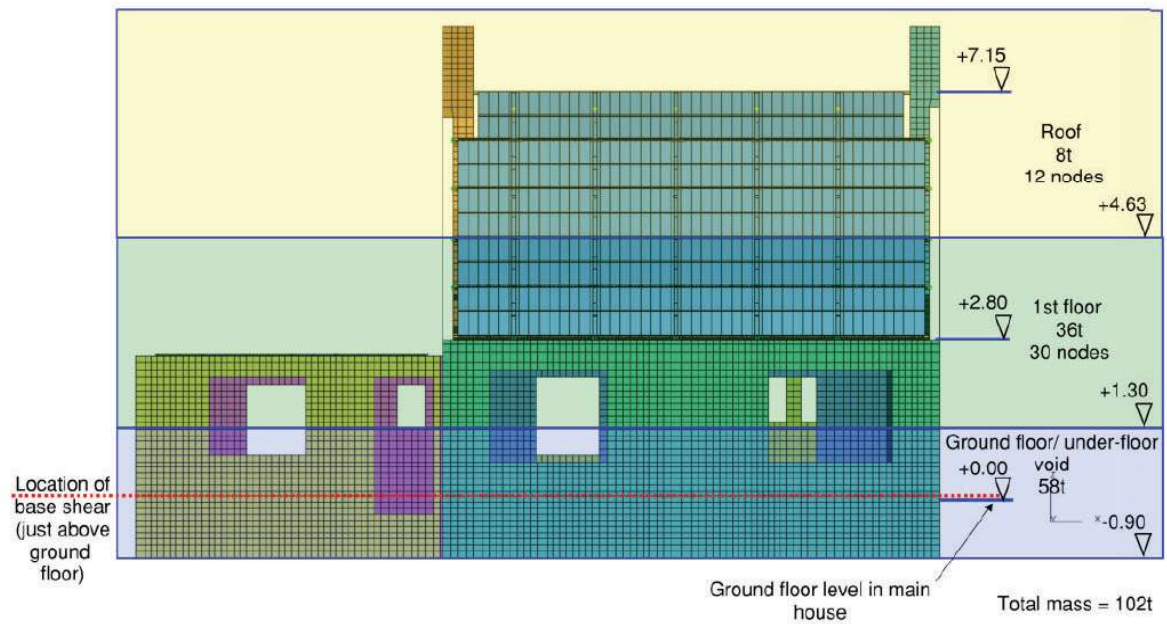 +7.15
Roof
8t
12 nodes
+4.63
+2.80
1st floor
36t
30 nodes
+1.30
Ground floor/ under-floor
void
+0.00
58t
Location of
base shear
(just above
ground
floor)
x
-0.90
Ground floor level in main
house
Total mass = 102t